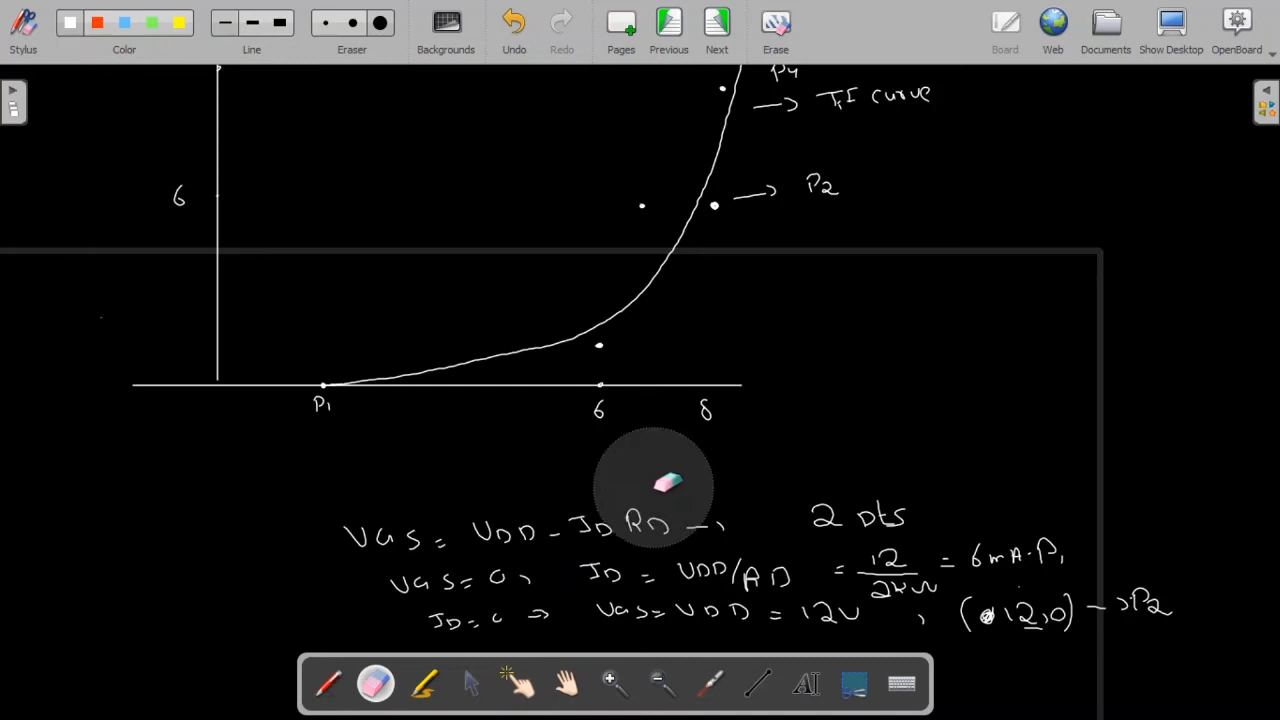 Stylus Color Line Eraser Backgrounds Undo Redo Pages Previous Next Erase Board Web Documents Show Desktop OpenBoard
P4
curve
6
P2
P1
6
8
VGS = VDD - IDRD →
2 pts
VGS = 0, ID = VDD/RD = 12/2kΩ = 6mA. P1
ID = 0 ⇒ VGS = VDD = 12V, (12,0) → P2
AI